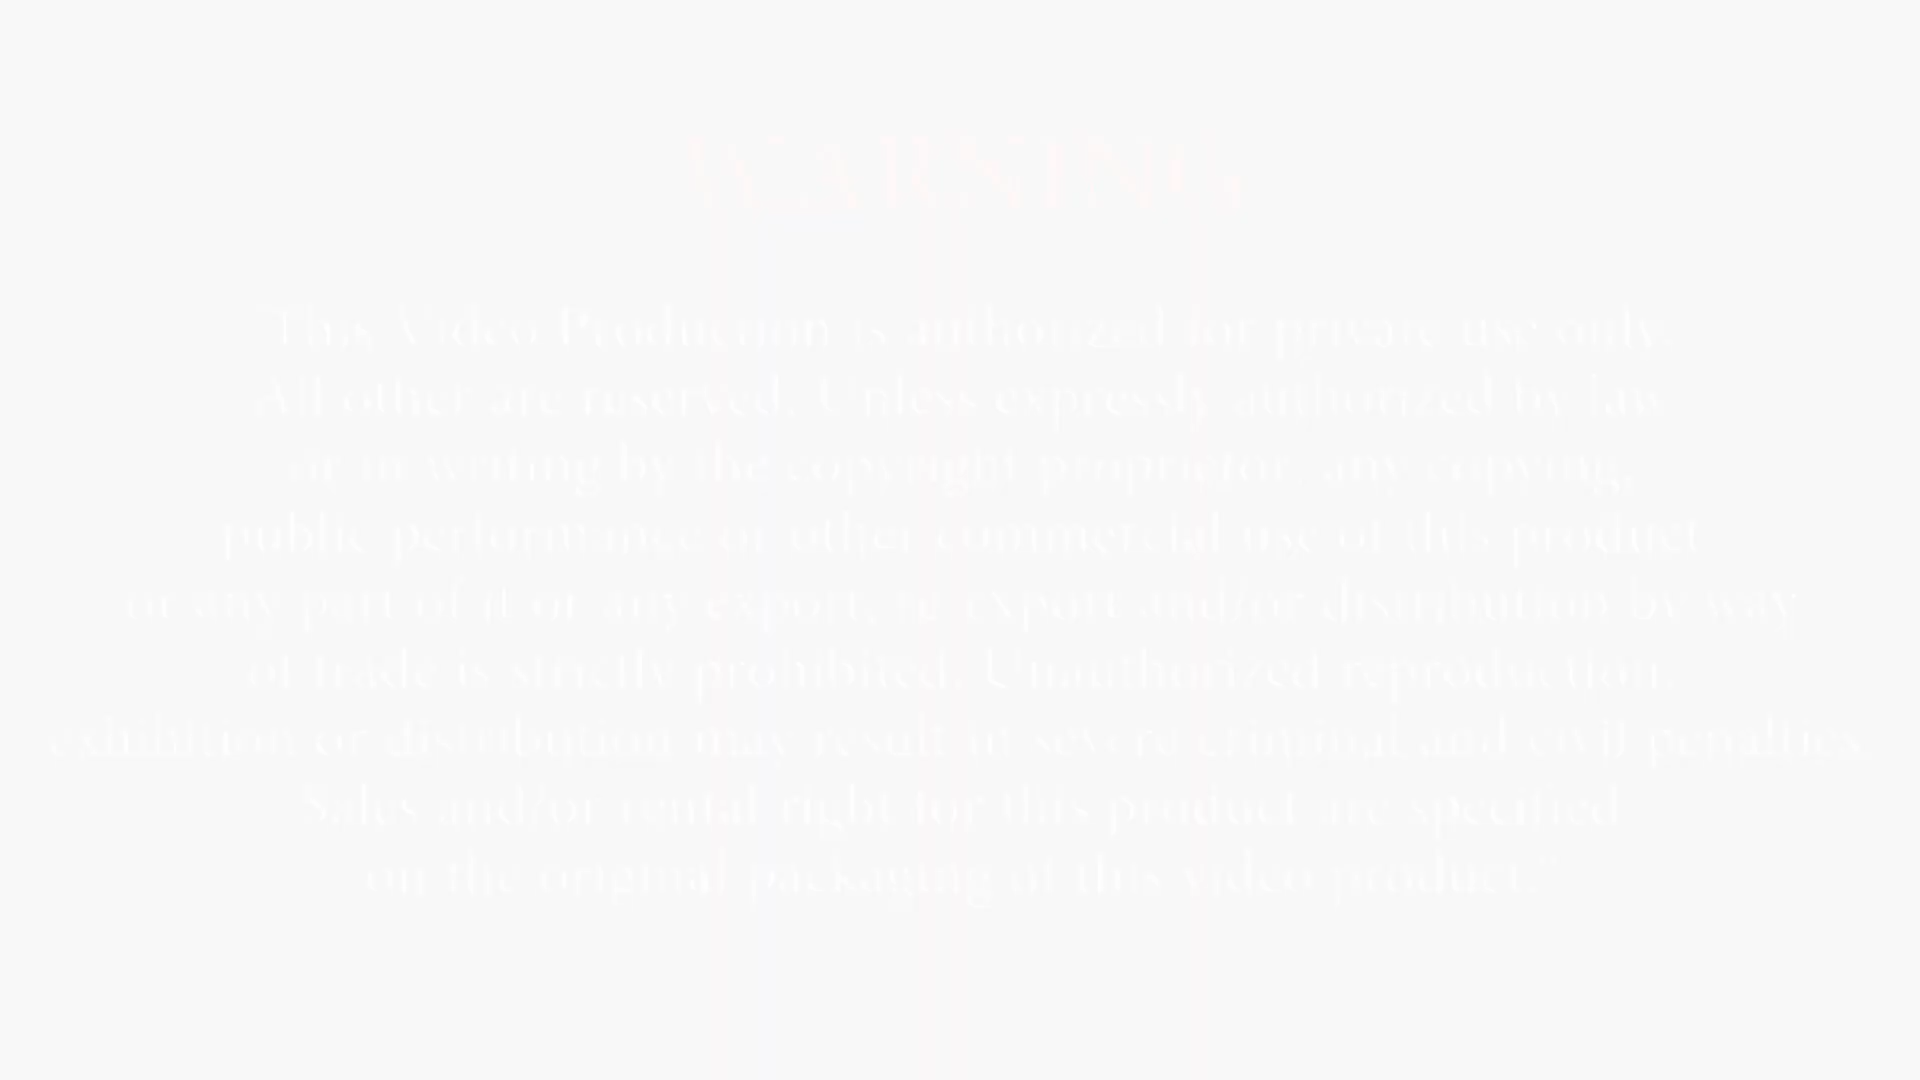 WARNING
"This Video Production is authorized for private use only.
All other are reserved. Unless expressly authorized by law
or in writing by the copyright proprietor, any copying,
public performance or other commercial use of this product
or any part of it or any export, or export and/or distribution by way
of trade is strictly prohibited. Unauthorized reproduction,
exhibition or distribution may result in severe criminal and civil penalties.
Sales and/or rental right for this product are specified
on the original packaging of this video product."